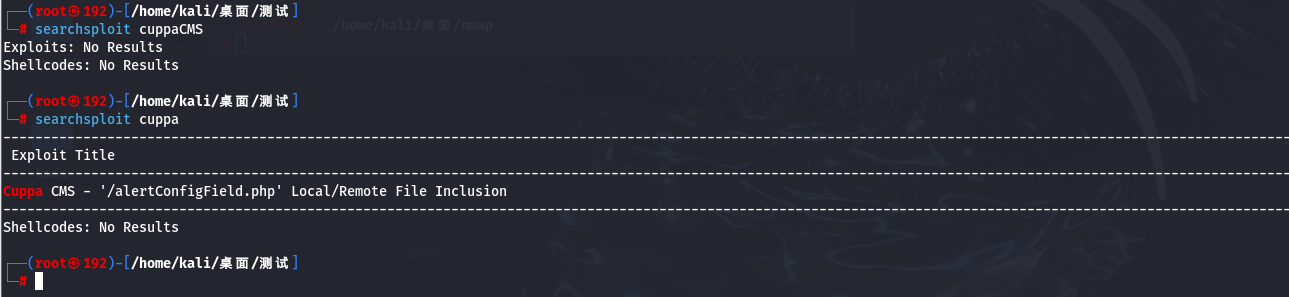 ┌──(root㉿192)-[/home/kali/桌面/测试]
└─# searchsploit cuppaCMS
Exploits: No Results
Shellcodes: No Results
┌──(root㉿192)-[/home/kali/桌面/测试]
└─# searchsploit cuppa
Exploit Title
Cuppa CMS - '/alertConfigField.php' Local/Remote File Inclusion
Shellcodes: No Results
┌──(root㉿192)-[/home/kali/桌面/测试]
└─#